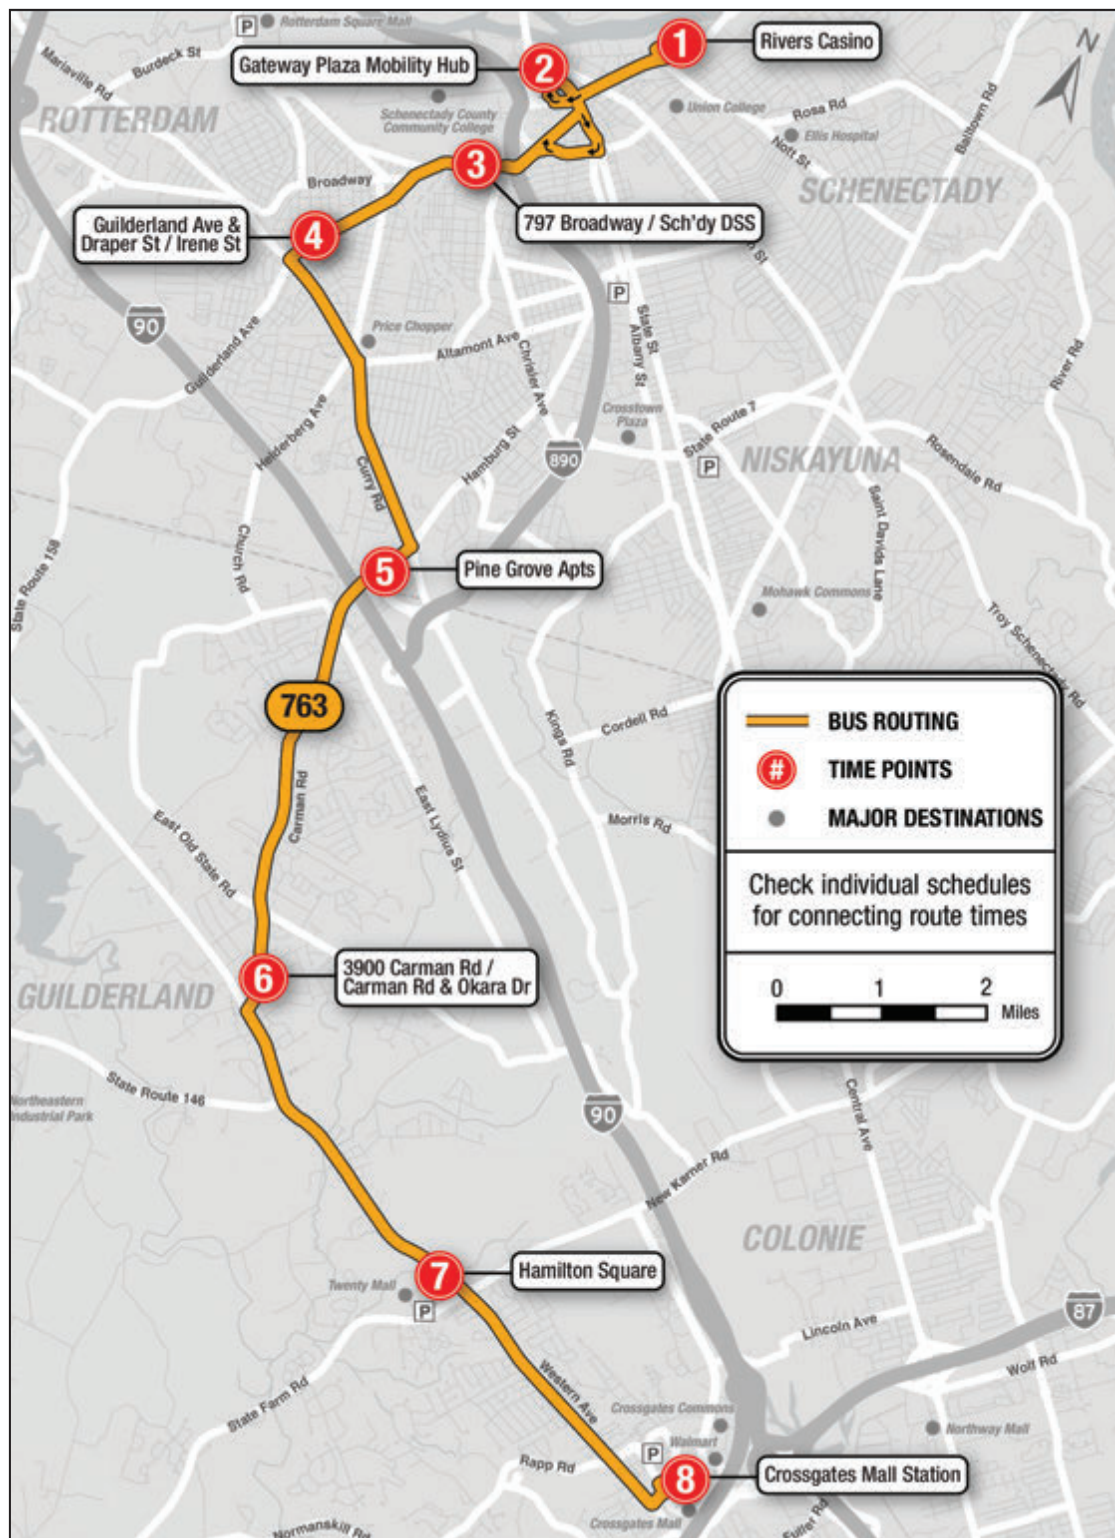 P
Rotterdam Square Mall
1
Rivers Casino
N
Mariaville Rd
Burdeck St
Gateway Plaza Mobility Hub
2
ROTTERDAM
Schenectady County
Community College
Union College
Rosa Rd
Balltown Rd
Ellis Hospital
Nott St
3
SCHENECTADY
Broadway
Guilderland Ave &
Draper St / Irene St
4
797 Broadway / Sch'dy DSS
P
90
Price Chopper
Altamont Ave
State St
Albany St
Guilderland Ave
Chrisler Ave
River Rd
Helderberg Ave
Crosstown
Plaza
State Route 7
Hamburg St
890
P
NISKAYUNA
Rosendale Rd
Curry Rd
Saint Davids Lane
State Route 158
Church Rd
5
Pine Grove Apts
Mohawk Commons
Troy Schenectady Rd
763
Kings Rd
Cordell Rd
BUS ROUTING
#
TIME POINTS
MAJOR DESTINATIONS
Carman Rd
East Lydius St
Morris Rd
East Old State Rd
Check individual schedules
for connecting route times
6
3900 Carman Rd /
Carman Rd & Okara Dr
GUILDERLAND
0 1 2
Miles
State Route 146
Northeastern
Industrial Park
90
Central Ave
New Karner Rd
COLONIE
7
Hamilton Square
Twenty Mall
P
Lincoln Ave
87
Wolf Rd
State Farm Rd
Western Ave
Crossgates Commons
Northway Mall
P
Walmart
Rapp Rd
8
Crossgates Mall Station
Crossgates Mall
Fuller Rd
Normanskill Rd